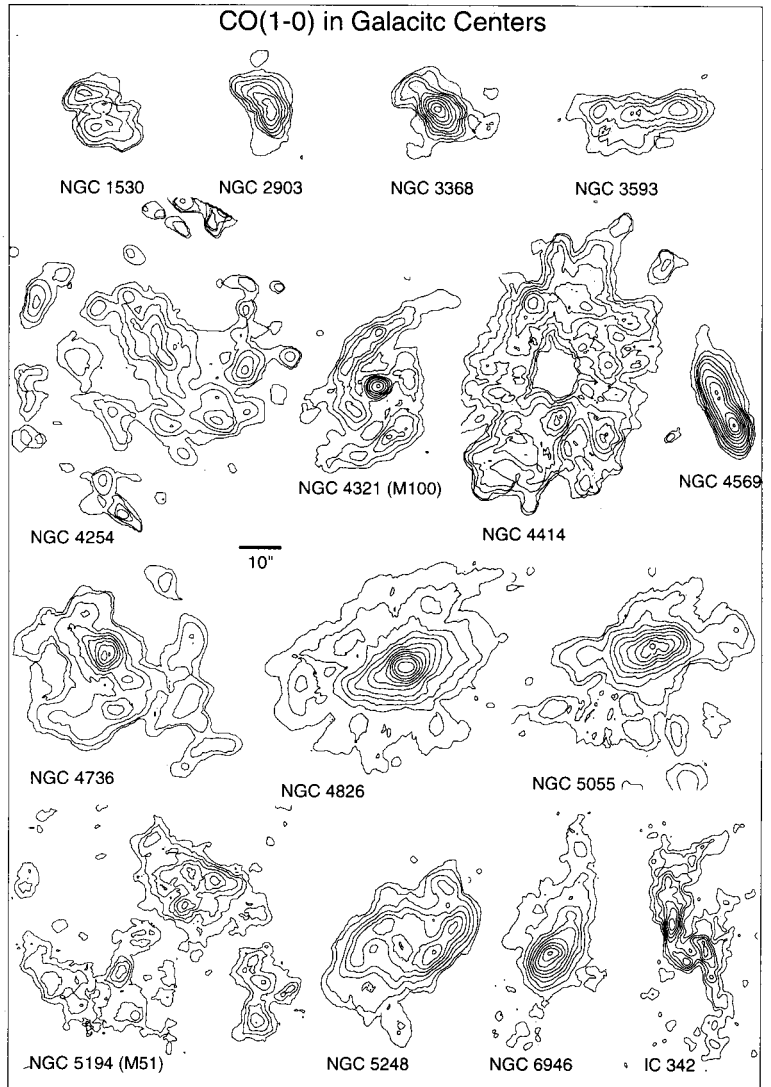 CO(1-0) in Galacitc Centers
NGC 1530
NGC 2903
NGC 3368
NGC 3593
NGC 4254
NGC 4321 (M100)
NGC 4414
NGC 4569
10"
NGC 4736
NGC 4826
NGC 5055
NGC 5194 (M51)
NGC 5248
NGC 6946
IC 342